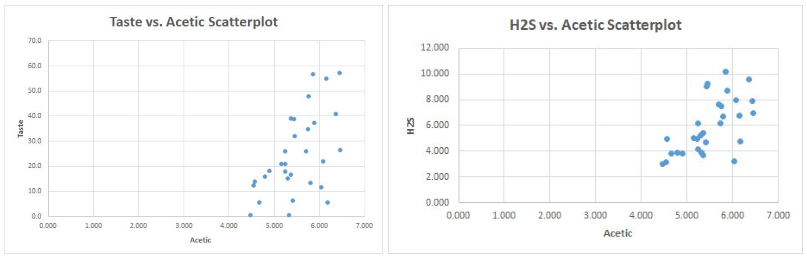 Taste vs. Acetic Scatterplot
70.0
60.0
50.0
40.0
30.0
20.0
10.0
0.0
Taste
0.000 1.000 2.000 3.000 4.000 5.000 6.000 7.000
Acetic
H2S vs. Acetic Scatterplot
12.000
10.000
8.000
6.000
4.000
2.000
0.000
H2S
0.000 1.000 2.000 3.000 4.000 5.000 6.000 7.000
Acetic